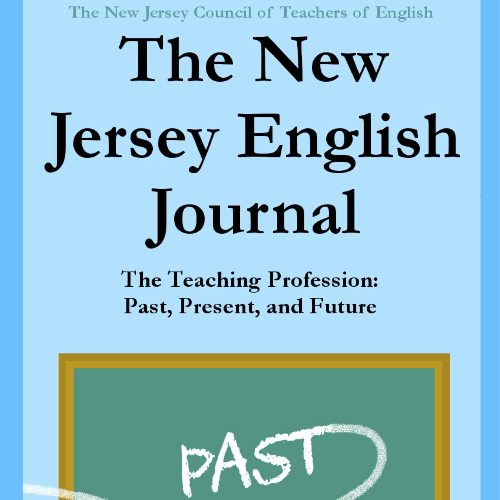 The New Jersey Council of Teachers of English
The New
Jersey English
Journal
The Teaching Profession:
Past, Present, and Future
PAST